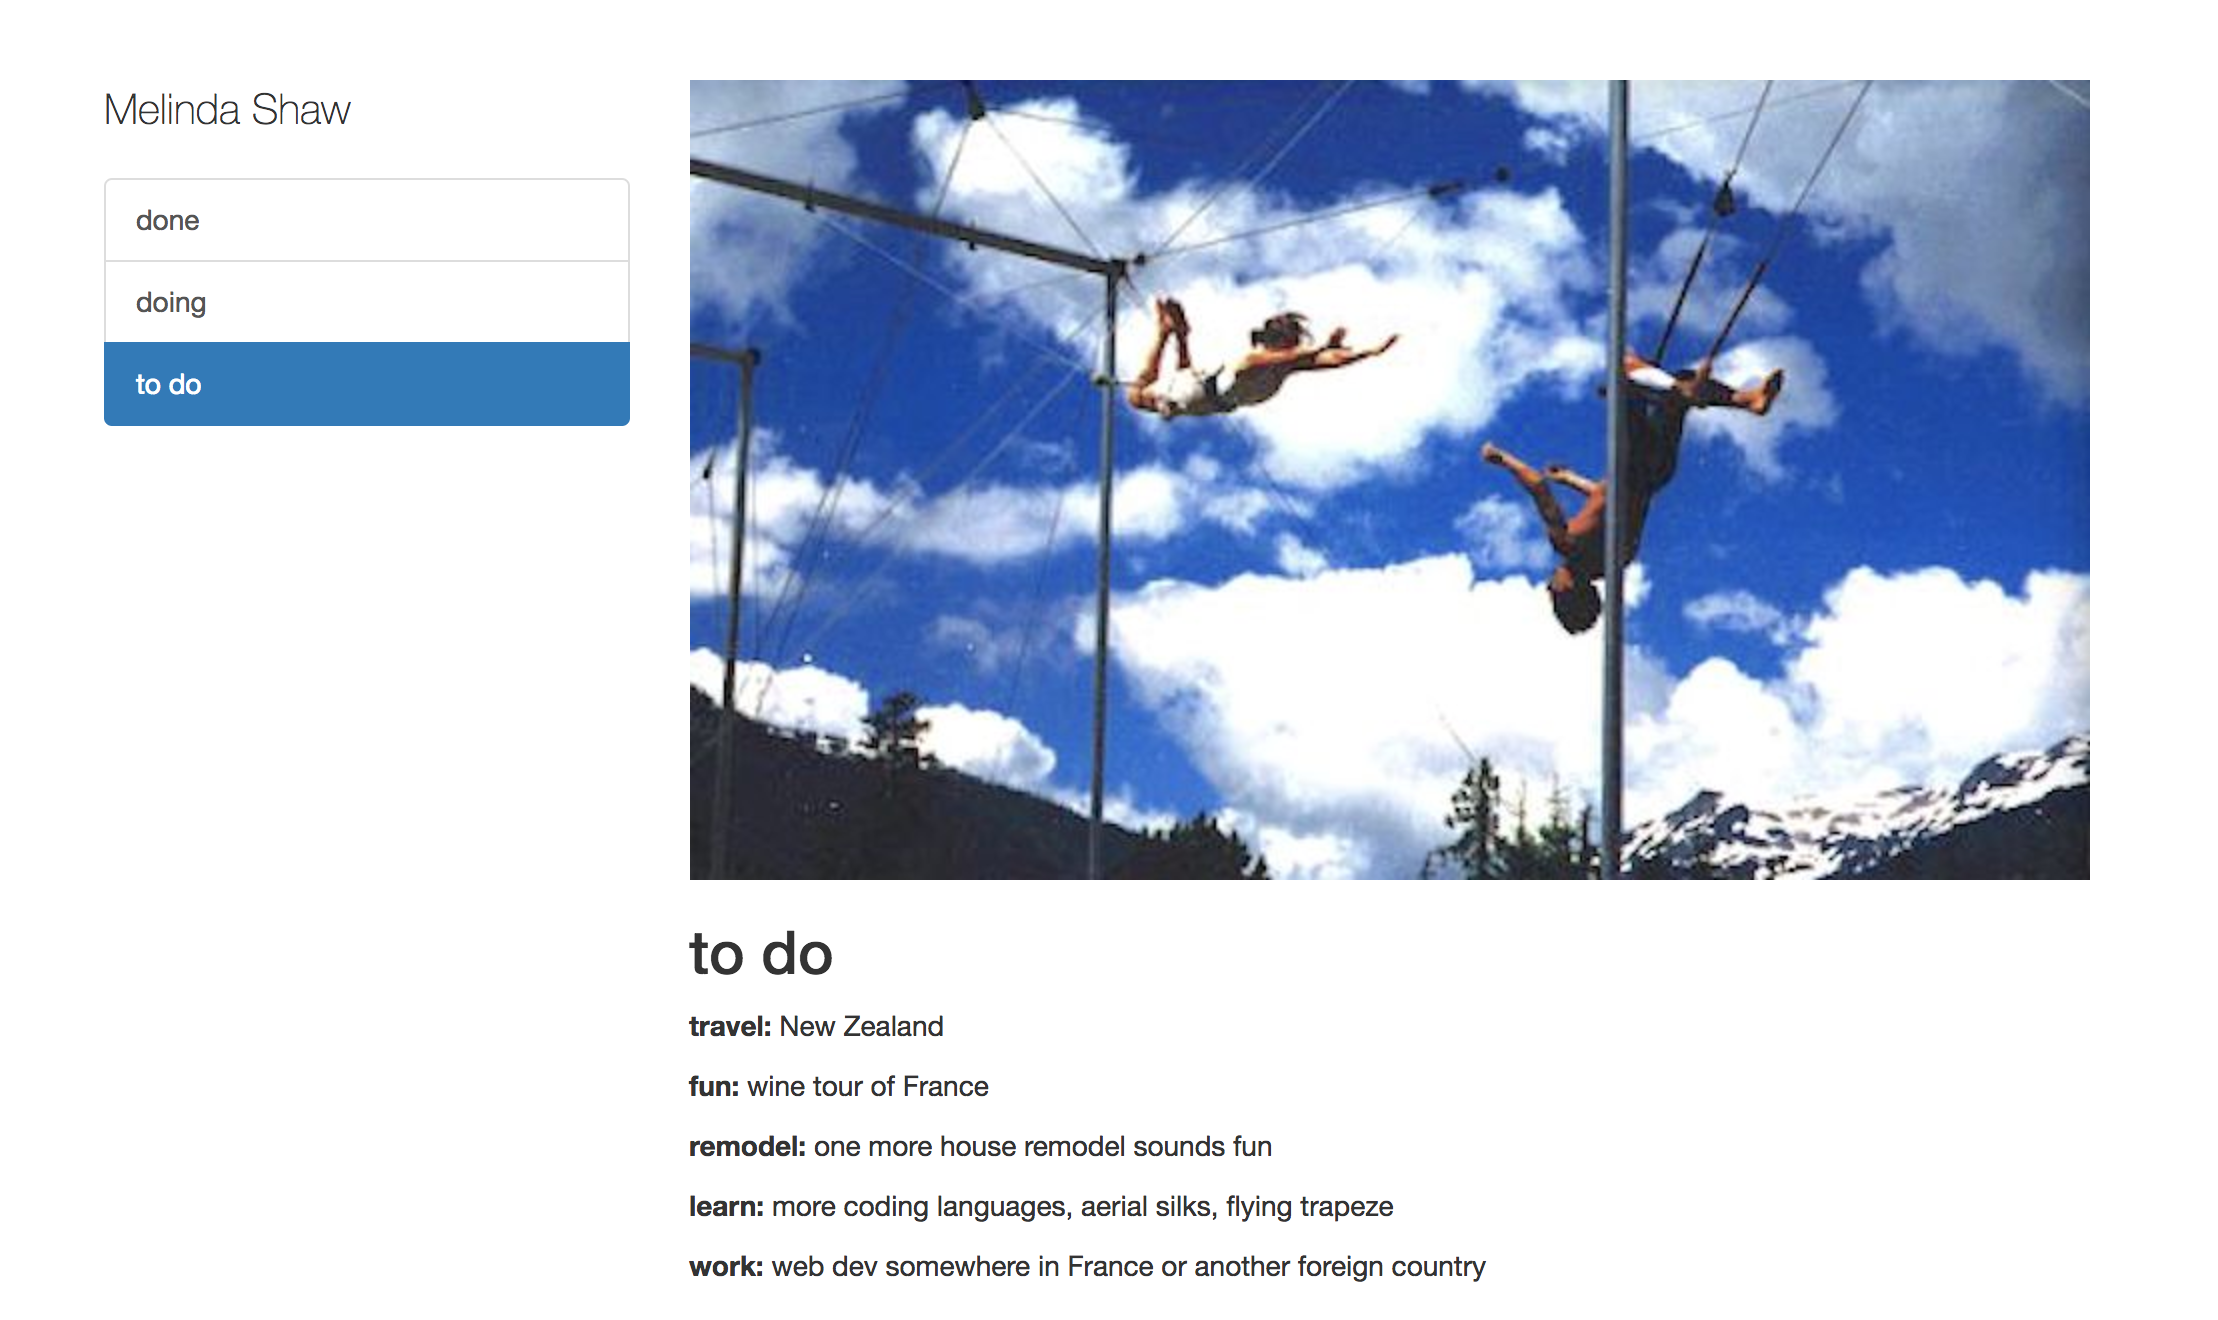 Melinda Shaw
done
doing
to do
to do
travel: New Zealand
fun: wine tour of France
remodel: one more house remodel sounds fun
learn: more coding languages, aerial silks, flying trapeze
work: web dev somewhere in France or another foreign country